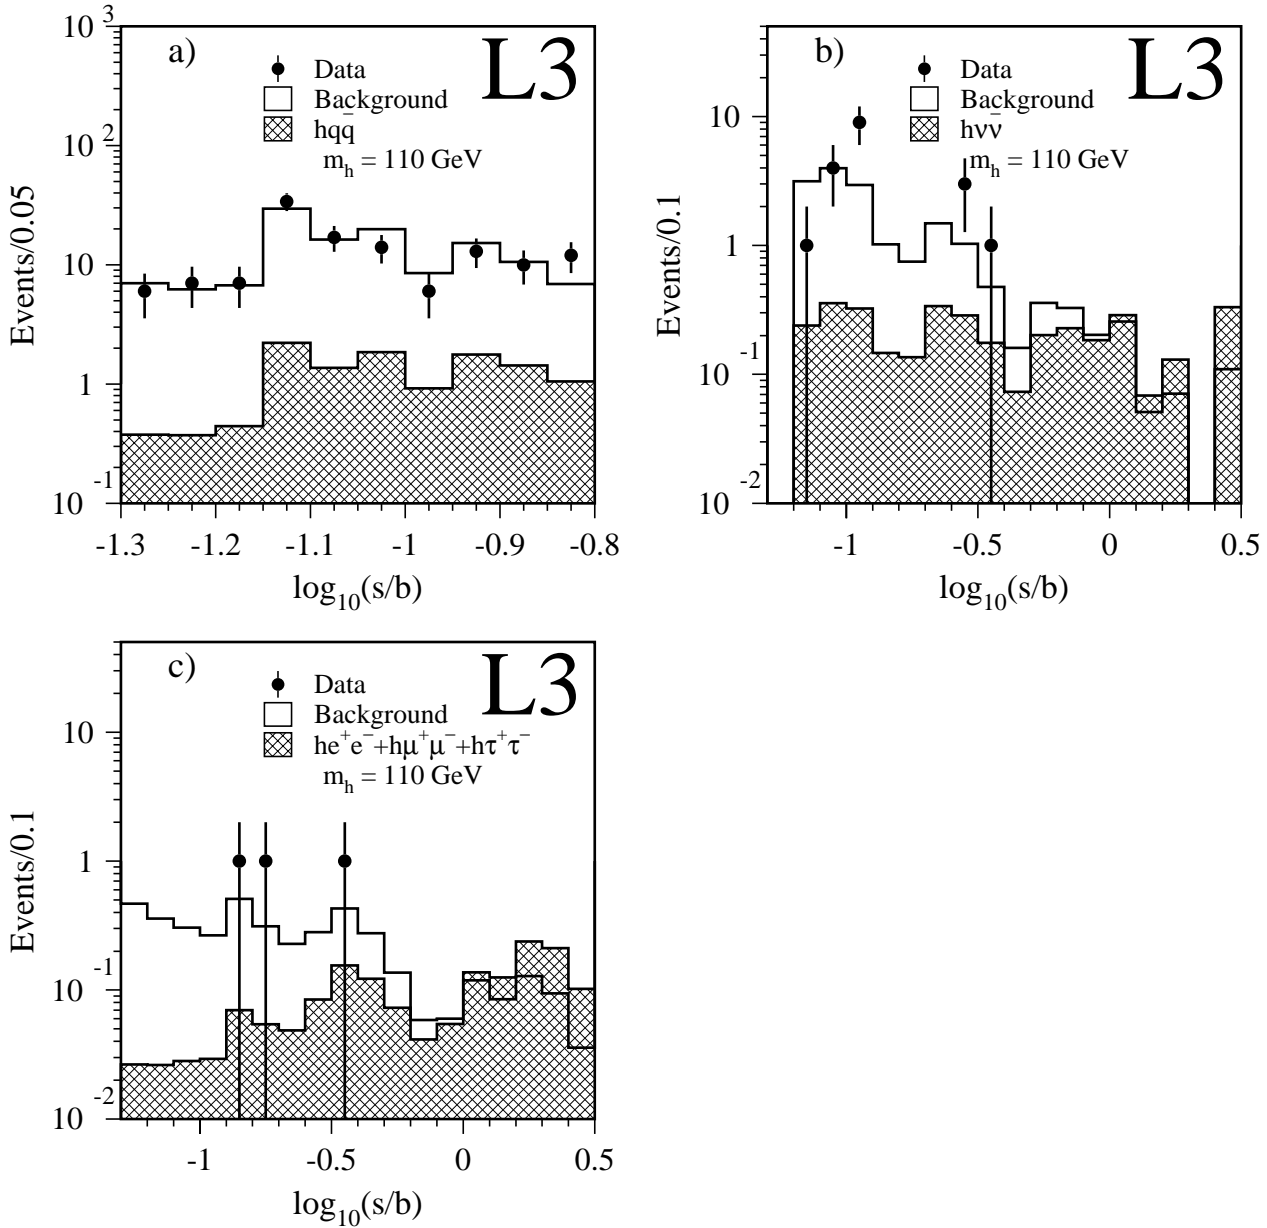 a)
L3
Data
Background
hqq̄
m_h = 110 GeV
Events/0.05
10^3
10^2
10
1
10^-1
-1.3 -1.2 -1.1 -1 -0.9 -0.8
log_10(s/b)
b)
L3
Data
Background
hνν̄
m_h = 110 GeV
Events/0.1
10
1
10^-1
10^-2
-1 -0.5 0 0.5
log_10(s/b)
c)
L3
Data
Background
he^+e^-+hμ^+μ^-+hτ^+τ^-
m_h = 110 GeV
Events/0.1
10
1
10^-1
10^-2
-1 -0.5 0 0.5
log_10(s/b)